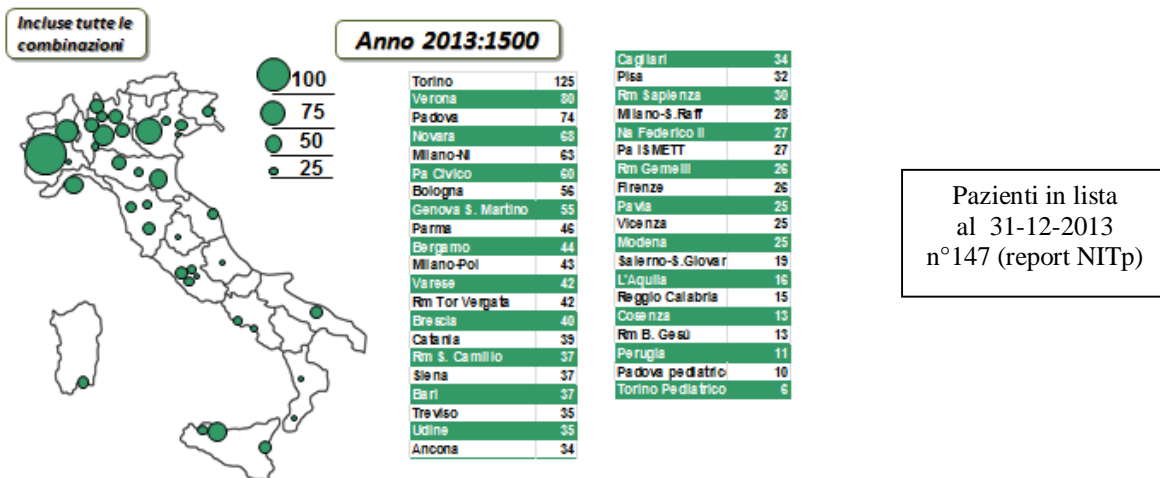 Incluse tutte le
combinazioni
Anno 2013:1500
100
75
50
25
Torino 125
Verona 80
Padova 74
Novara 68
Milano-Ni 63
Pa Civico 60
Bologna 56
Genova S. Martino 55
Parma 46
Bergamo 44
Milano-Pol 43
Varese 42
Rm Tor Vergata 42
Brescia 40
Catania 39
Rm S. Camillo 37
Siena 37
Bari 37
Treviso 35
Udine 35
Ancona 34
Cagliari 34
Pisa 32
Rm Sapienza 30
Milano-S.Raff 28
Na Federico II 27
Pa ISMETT 27
Rm Gemelli 26
Firenze 26
Pavia 25
Vicenza 25
Modena 25
Salerno-S.Giovar 19
L'Aquila 16
Reggio Calabria 15
Cosenza 13
Rm B. Gesù 13
Perugia 11
Padova pediatric 10
Torino Pediatrico 6
Pazienti in lista
al 31-12-2013
n°147 (report NITp)